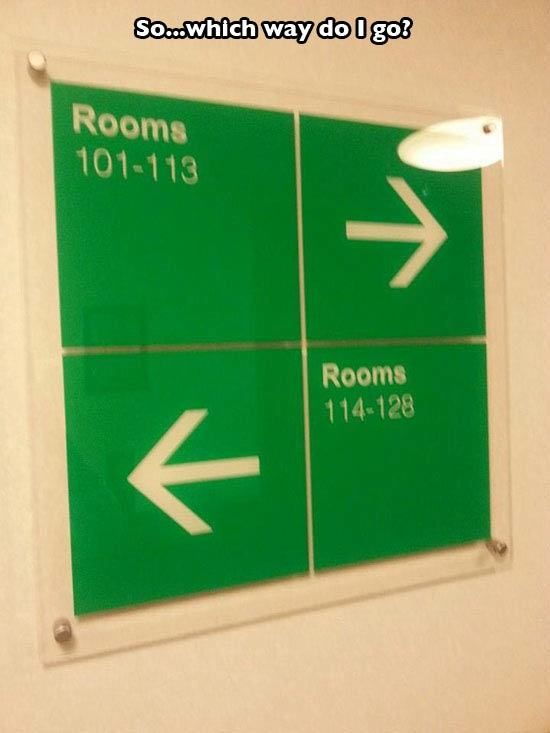 So...which way do I go?
Rooms
101-113
→
←
Rooms
114-128